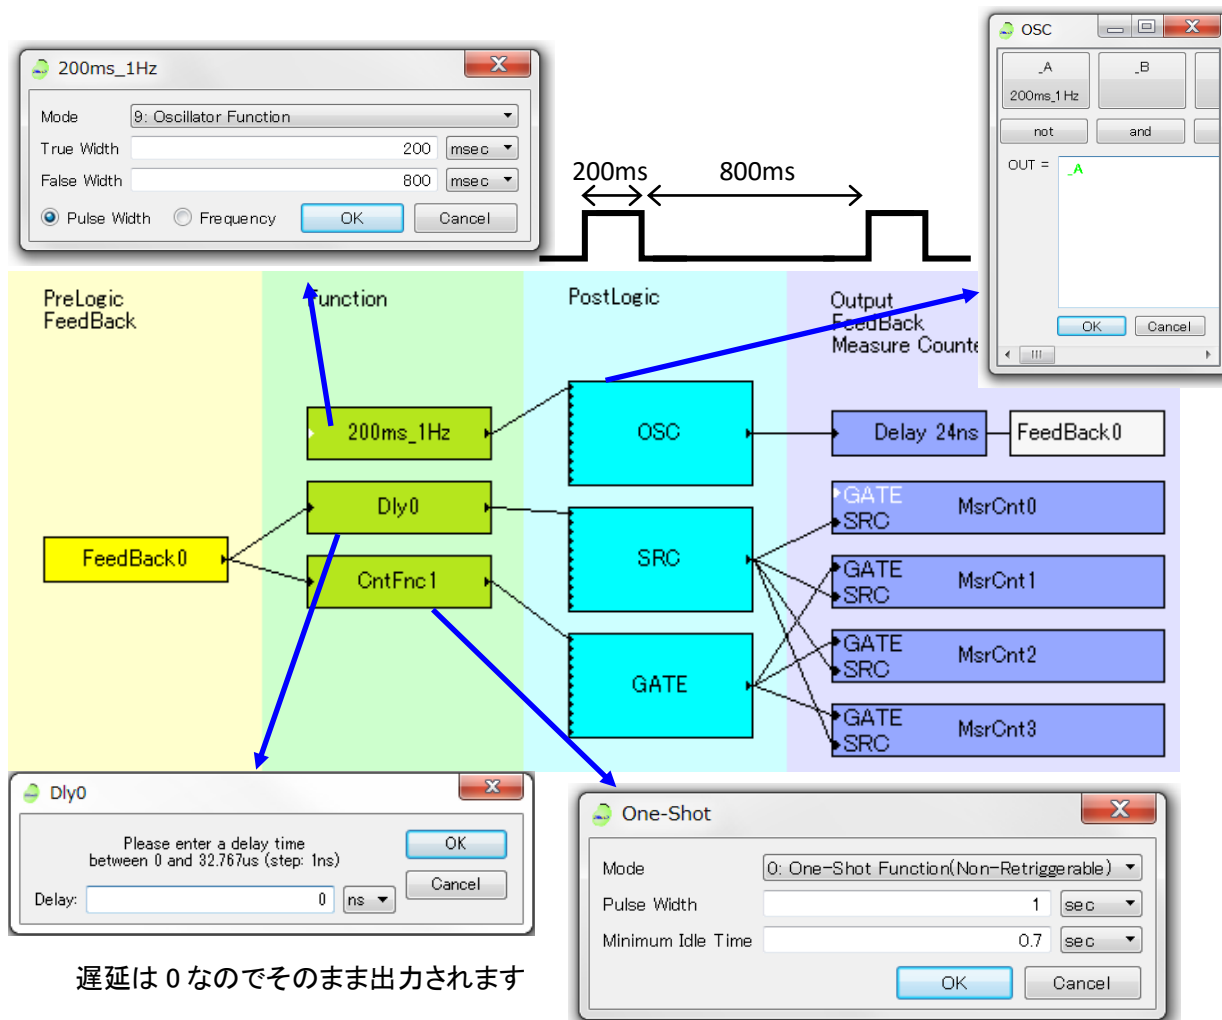 200ms_1Hz
Mode 9: Oscillator Function
True Width 200 msec
False Width 800 msec
Pulse Width Frequency OK Cancel
200ms 800ms
OSC
_A _B
200ms_1Hz
not and
OUT = _A
OK Cancel
PreLogic
FeedBack
Function
PostLogic
Output
FeedBack
Measure Counte
200ms_1Hz
OSC
Delay 24ns
FeedBack0
Dly0
GATE
SRC
MsrCnt0
FeedBack0
SRC
CntFnc1
GATE
SRC
MsrCnt1
GATE
GATE
SRC
MsrCnt2
GATE
SRC
MsrCnt3
Dly0
Please enter a delay time
between 0 and 32.767us (step: 1ns)
OK
Cancel
Delay: 0 ns
遅延は 0 なのでそのまま出力されます
One-Shot
Mode 0: One-Shot Function(Non-Retriggerable)
Pulse Width 1 sec
Minimum Idle Time 0.7 sec
OK Cancel